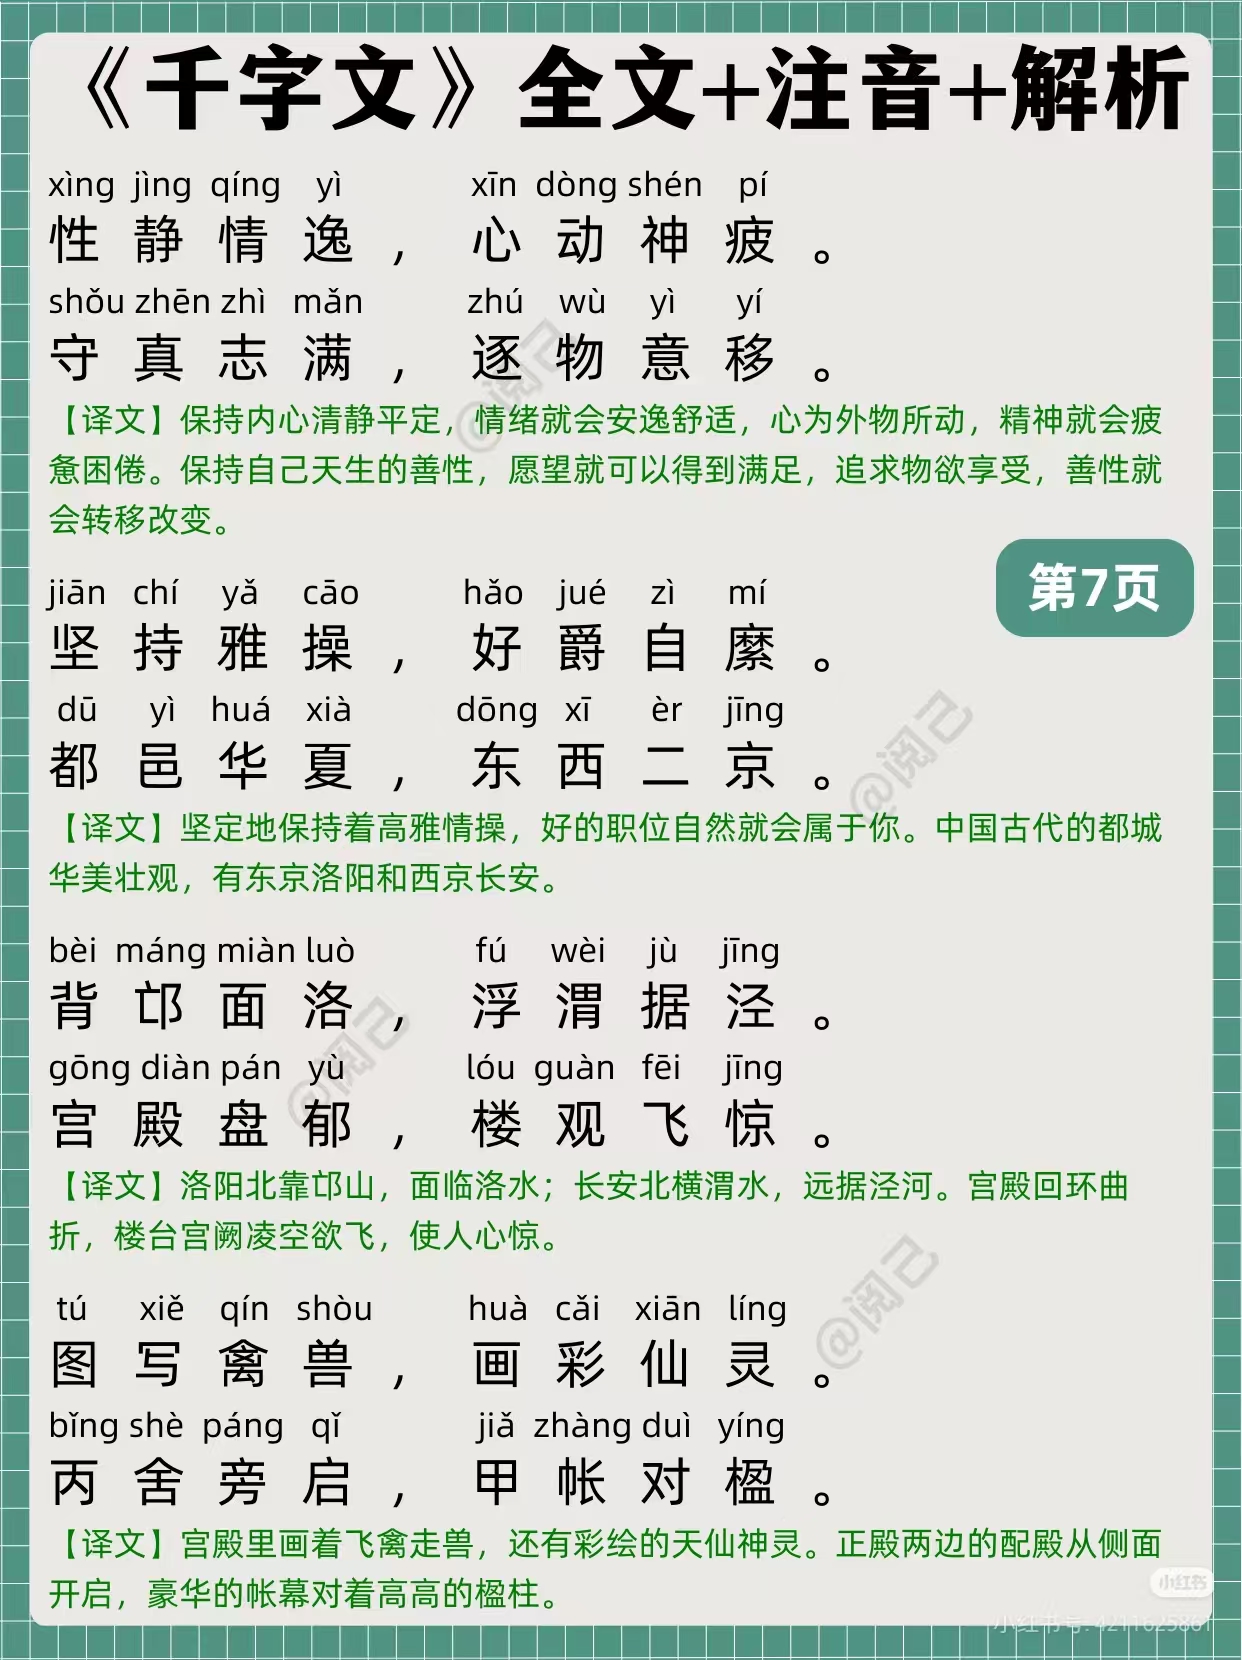 《千字文》全文+注音+解析
xìng jìng qíng yì xīn dòng shén pí
性静情逸，心动神疲。
shǒu zhēn zhì mǎn zhú wù yì yí
守真志满，逐物意移。
【译文】保持内心清静平定，情绪就会安逸舒适，心为外物所动，精神就会疲
惫困倦。保持自己天生的善性，愿望就可以得到满足，追求物欲享受，善性就
会转移改变。
第7页
jiān chí yǎ cāo hǎo jué zì mí
坚持雅操，好爵自縻。
dū yì huá xià dōng xī èr jīng
都邑华夏，东西二京。
【译文】坚定地保持着高雅情操，好的职位自然就会属于你。中国古代的都城
华美壮观，有东京洛阳和西京长安。
bèi máng miàn luò fú wèi jù jīng
背邙面洛，浮渭据泾。
gōng diàn pán yù lóu guàn fēi jīng
宫殿盘郁，楼观飞惊。
【译文】洛阳北靠邙山，面临洛水；长安北横渭水，远据泾河。宫殿回环曲
折，楼台宫阙凌空欲飞，使人心惊。
tú xiě qín shòu huà cǎi xiān líng
图写禽兽，画彩仙灵。
bǐng shè páng qǐ jiǎ zhàng duì yíng
丙舍旁启，甲帐对楹。
【译文】宫殿里画着飞禽走兽，还有彩绘的天仙神灵。正殿两边的配殿从侧面
开启，豪华的帐幕对着高高的楹柱。
@阅己
@阅己
@阅己
@阅己
小红书
小红书号: 4211625861